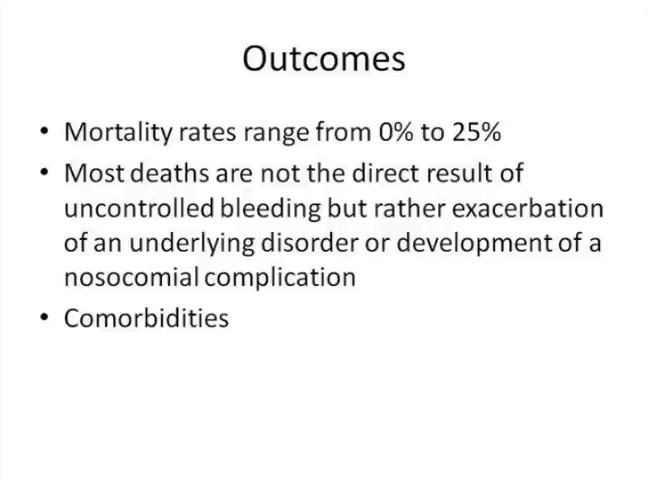 Outcomes
• Mortality rates range from 0% to 25%
• Most deaths are not the direct result of
uncontrolled bleeding but rather exacerbation
of an underlying disorder or development of a
nosocomial complication
• Comorbidities